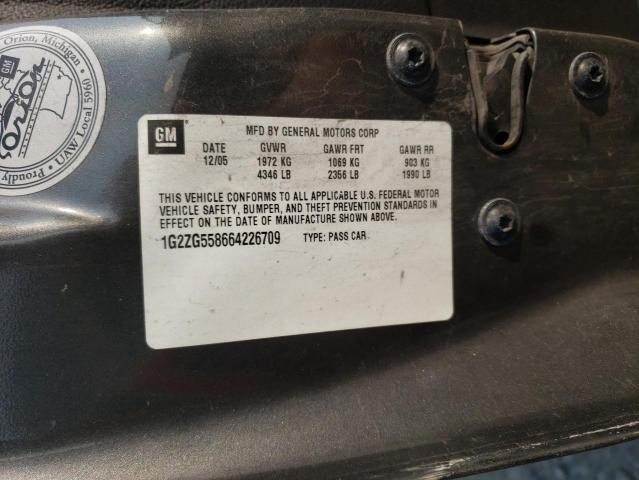 Orion, Michigan
GM
Orion
Proudly
UAW Local 5960
GM
MFD BY GENERAL MOTORS CORP
DATE GVWR GAWR FRT GAWR RR
12/05 1972 KG 1069 KG 903 KG
4346 LB 2356 LB 1990 LB
THIS VEHICLE CONFORMS TO ALL APPLICABLE U.S. FEDERAL MOTOR
VEHICLE SAFETY, BUMPER, AND THEFT PREVENTION STANDARDS IN
EFFECT ON THE DATE OF MANUFACTURE SHOWN ABOVE.
1G2ZG558664226709 TYPE: PASS CAR